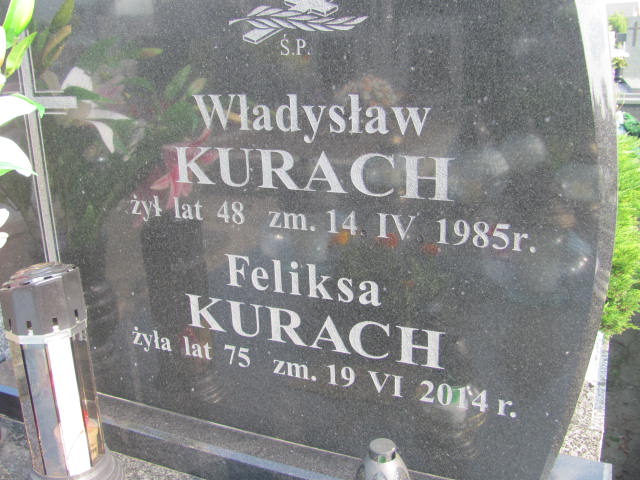 Ś.P.
Władysław
KURACH
żył lat 48 zm. 14 IV 1985r.
Feliksa
KURACH
żyła lat 75 zm. 19 VI 2014 r.